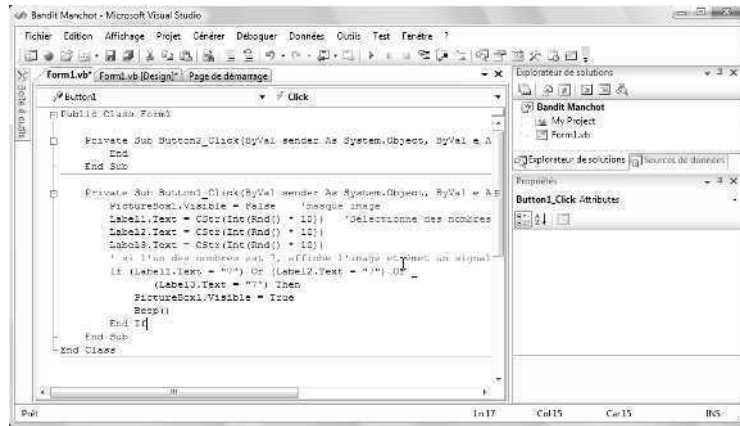 Bandit Manchot - Microsoft Visual Studio
Fichier Edition Affichage Projet Générer Déboguer Données Outils Test Fenêtre ?
Form1.vb* Form1.vb [Design]* Page de démarrage
Boîte à outils
Button1 Click
Public Class Form1
Private Sub Button2_Click(ByVal sender As System.Object, ByVal e A
End
End Sub
Private Sub Button1_Click(ByVal sender As System.Object, ByVal e A
PictureBox1.Visible = False 'masque image
Label1.Text = CStr(Int(Rnd() * 10)) 'Sélectionne des nombres
Label2.Text = CStr(Int(Rnd() * 10))
Label3.Text = CStr(Int(Rnd() * 10))
' si l'un des nombres est 7, affiche l'image et émet un signal
If (Label1.Text = "7") Or (Label2.Text = "7") Or _
(Label3.Text = "7") Then
PictureBox1.Visible = True
Beep()
End If
End Sub
End Class
Explorateur de solutions
Bandit Manchot
My Project
Form1.vb
Explorateur de solutions Sources de données
Propriétés
Button1_Click Attributes
Prêt Ln 17 Col 15 Car 15 INS